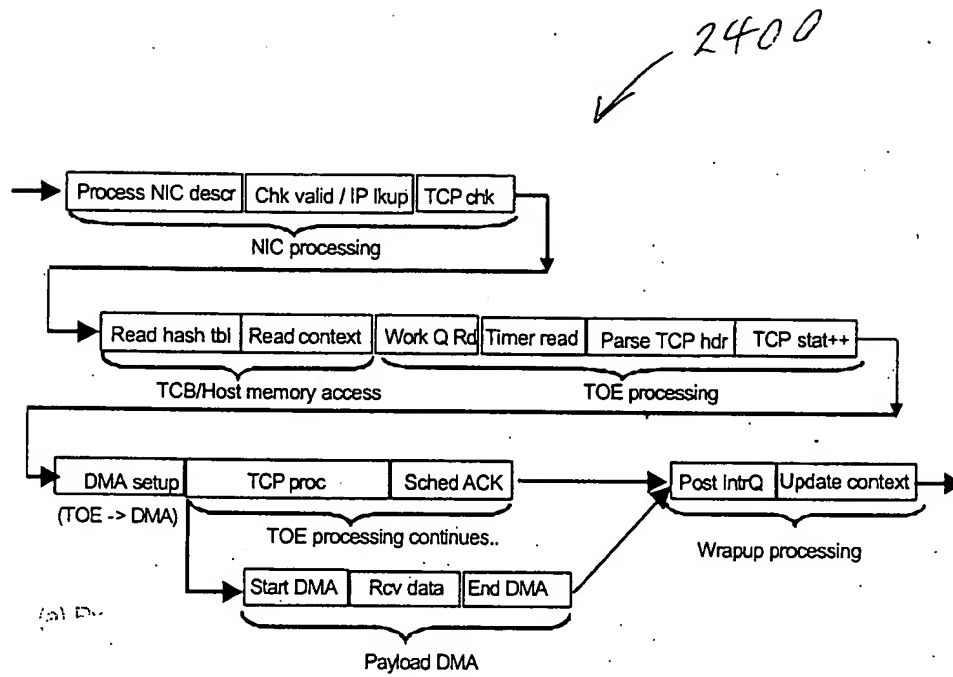 2400
Process NIC descr Chk valid / IP lkup TCP chk
NIC processing
Read hash tbl Read context Work Q Rd Timer read Parse TCP hdr TCP stat++
TCB/Host memory access TOE processing
DMA setup TCP proc Sched ACK Post IntrQ Update context
(TOE -> DMA) TOE processing continues.. Wrapup processing
Start DMA Rcv data End DMA
Payload DMA